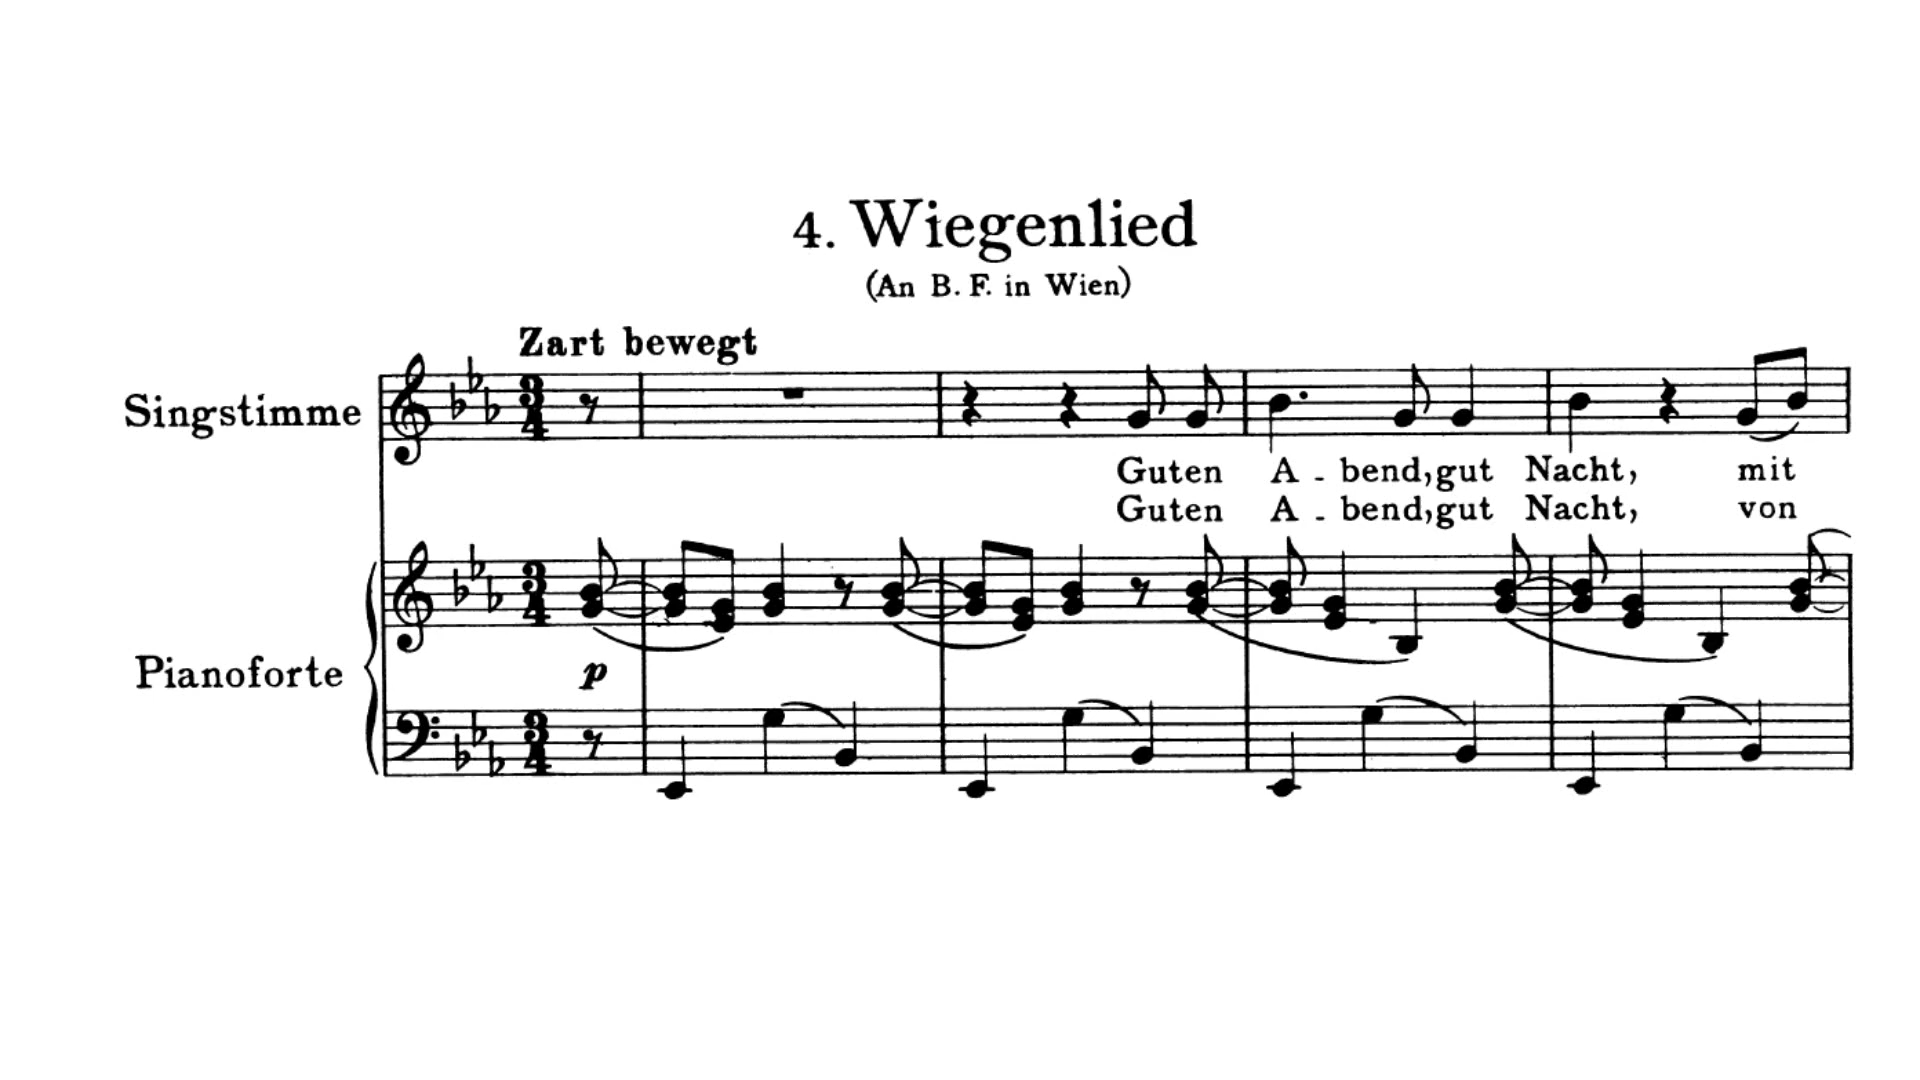 4. Wiegenlied
(An B. F. in Wien)
Zart bewegt
Singstimme
Guten A - bend, gut Nacht, mit
Guten A - bend, gut Nacht, von
Pianoforte
p